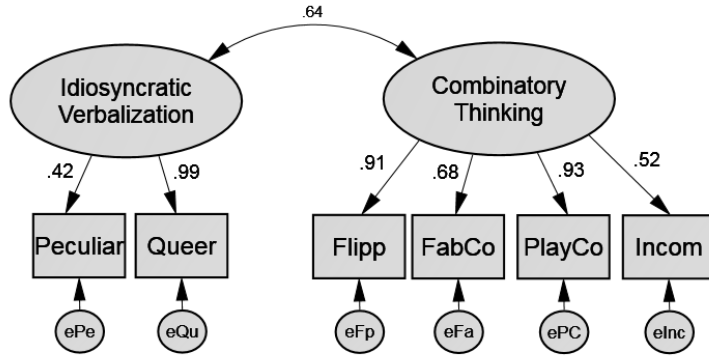 .64
Idiosyncratic
Verbalization
Combinatory
Thinking
.42
.99
.91
.68
.93
.52
Peculiar
Queer
Flipp
FabCo
PlayCo
Incom
ePe
eQu
eFp
eFa
ePC
eInc